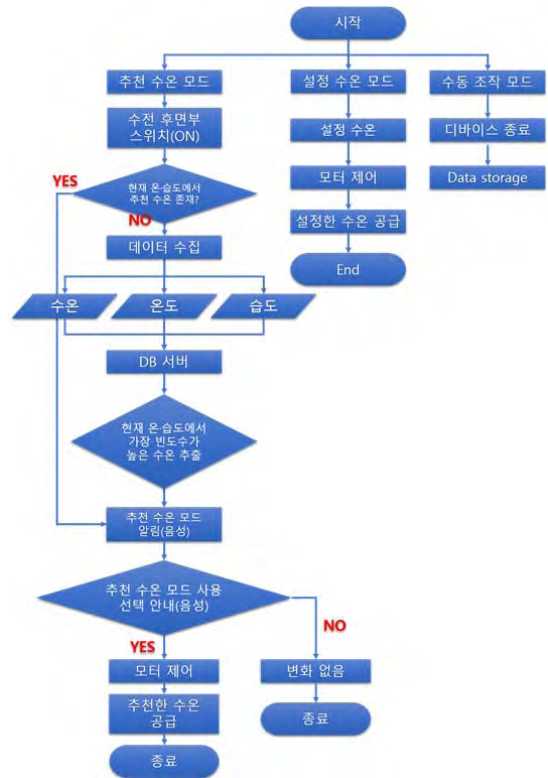 시작
추천 수온 모드
설정 수온 모드
수동 조작 모드
수전 후면부
스위치(ON)
설정 수온
디바이스 종료
YES
현재 온·습도에서
추천 수온 존재?
모터 제어
Data storage
NO
데이터 수집
설정한 수온 공급
End
수온
온도
습도
DB 서버
현재 온·습도에서
가장 빈도수가
높은 수온 추출
추천 수온 모드
알림(음성)
추천 수온 모드 사용
선택 안내(음성)
NO
YES
모터 제어
변화 없음
추천한 수온
공급
종료
종료